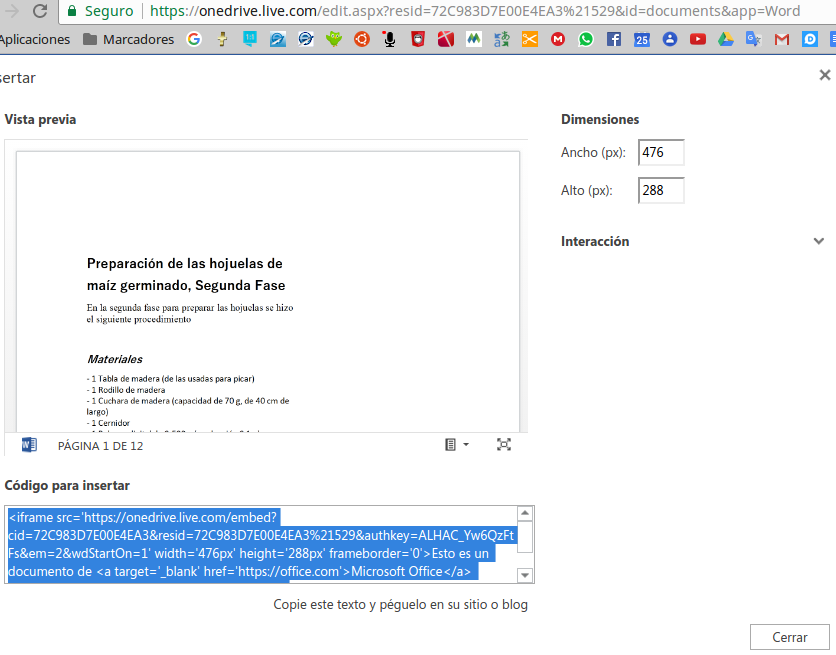 Seguro
https://onedrive.live.com/edit.aspx?resid=72C983D7E00E4EA3%21529&id=documents&app=Word
Aplicaciones
Marcadores
25
sertar
Vista previa
Preparación de las hojuelas de
maíz germinado, Segunda Fase
En la segunda fase para preparar las hojuelas se hizo
el siguiente procedimiento
Materiales
- 1 Tabla de madera (de las usadas para picar)
- 1 Rodillo de madera
- 1 Cuchara de madera (capacidad de 70 g, de 40 cm de
largo)
- 1 Cernidor
PÁGINA 1 DE 12
Dimensiones
Ancho (px): 476
Alto (px): 288
Interacción
Código para insertar
<iframe src='https://onedrive.live.com/embed?
cid=72C983D7E00E4EA3&resid=72C983D7E00E4EA3%21529&authkey=ALHAC_Yw6QzFt
Fs&em=2&wdStartOn=1' width='476px' height='288px' frameborder='0'>Esto es un
documento de <a target='_blank' href='https://office.com'>Microsoft Office</a>
Copie este texto y péguelo en su sitio o blog
Cerrar